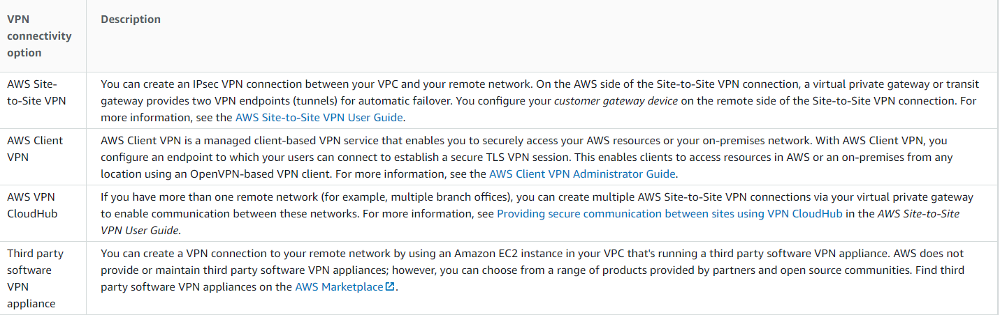 VPN
connectivity
option
Description
AWS Site-
to-Site VPN
You can create an IPsec VPN connection between your VPC and your remote network. On the AWS side of the Site-to-Site VPN connection, a virtual private gateway or transit
gateway provides two VPN endpoints (tunnels) for automatic failover. You configure your customer gateway device on the remote side of the Site-to-Site VPN connection. For
more information, see the AWS Site-to-Site VPN User Guide.
AWS Client
VPN
AWS Client VPN is a managed client-based VPN service that enables you to securely access your AWS resources or your on-premises network. With AWS Client VPN, you
configure an endpoint to which your users can connect to establish a secure TLS VPN session. This enables clients to access resources in AWS or an on-premises from any
location using an OpenVPN-based VPN client. For more information, see the AWS Client VPN Administrator Guide.
AWS VPN
CloudHub
If you have more than one remote network (for example, multiple branch offices), you can create multiple AWS Site-to-Site VPN connections via your virtual private gateway
to enable communication between these networks. For more information, see Providing secure communication between sites using VPN CloudHub in the AWS Site-to-Site
VPN User Guide.
Third party
software
VPN
appliance
You can create a VPN connection to your remote network by using an Amazon EC2 instance in your VPC that's running a third party software VPN appliance. AWS does not
provide or maintain third party software VPN appliances; however, you can choose from a range of products provided by partners and open source communities. Find third
party software VPN appliances on the AWS Marketplace.